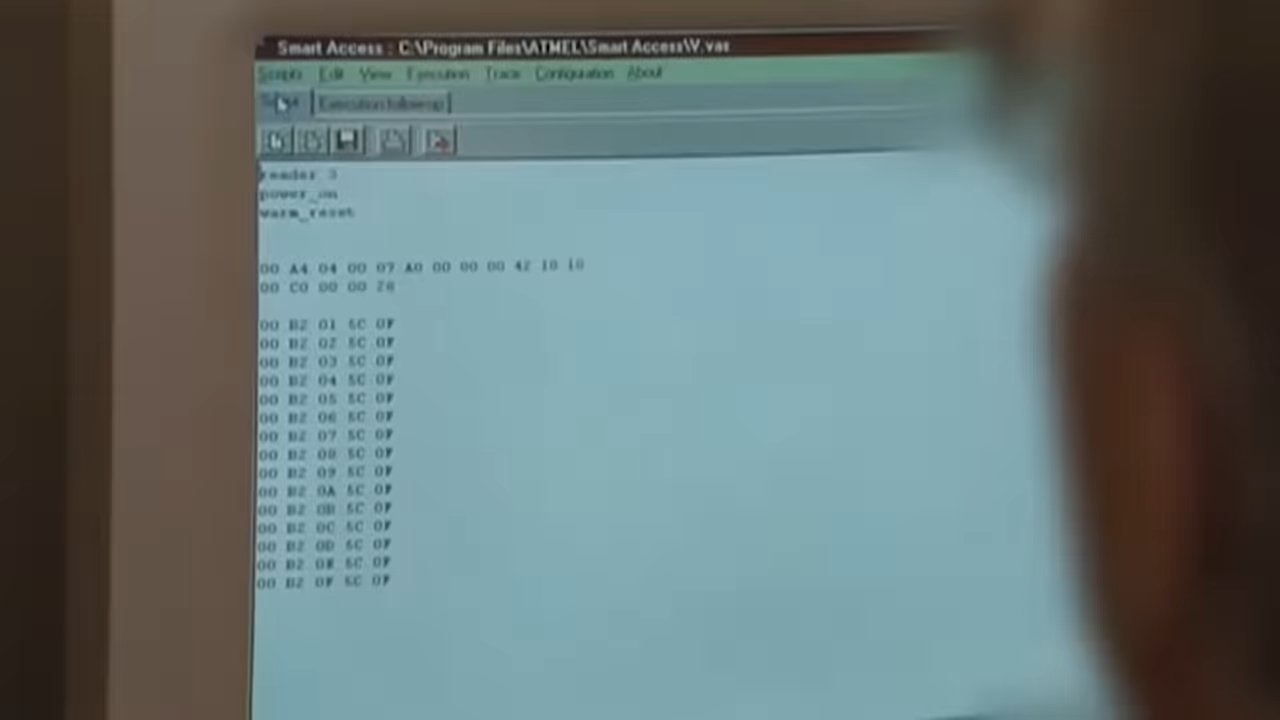 Smart Access : C:\Program Files\ATMEL\Smart Access\V.vas
Scripts Edit View Execution Trace Configuration About
Script Execution follow-up
reader 3
power_on
warm_reset
00 A4 04 00 07 A0 00 00 00 42 10 10
00 C0 00 00 28
00 B2 01 5C 0F
00 B2 02 5C 0F
00 B2 03 5C 0F
00 B2 04 5C 0F
00 B2 05 5C 0F
00 B2 06 5C 0F
00 B2 07 5C 0F
00 B2 08 5C 0F
00 B2 09 5C 0F
00 B2 0A 5C 0F
00 B2 0B 5C 0F
00 B2 0C 5C 0F
00 B2 0D 5C 0F
00 B2 0E 5C 0F
00 B2 0F 5C 0F